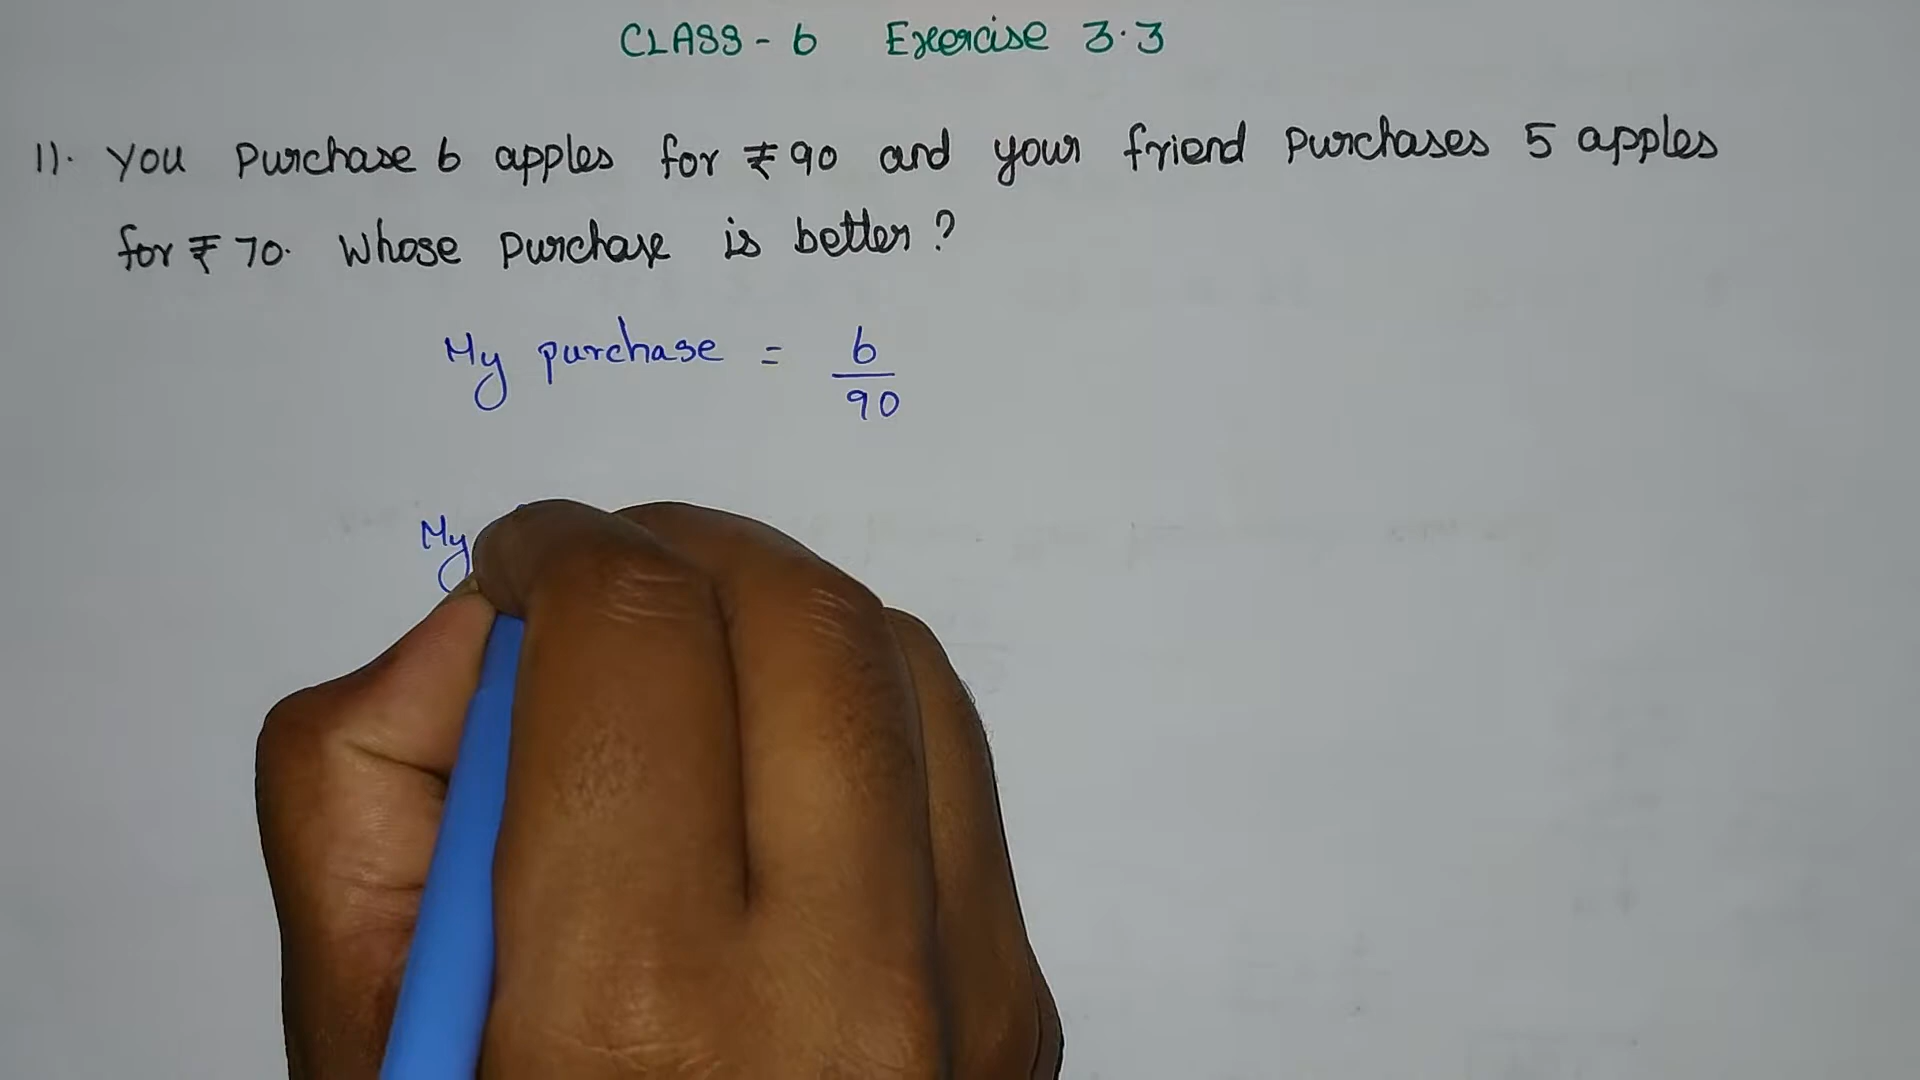 CLASS - 6 Exercise 3.3
11. You purchase 6 apples for ₹90 and your friend purchases 5 apples
for ₹70. Whose purchase is better?
My purchase = 6
90
My